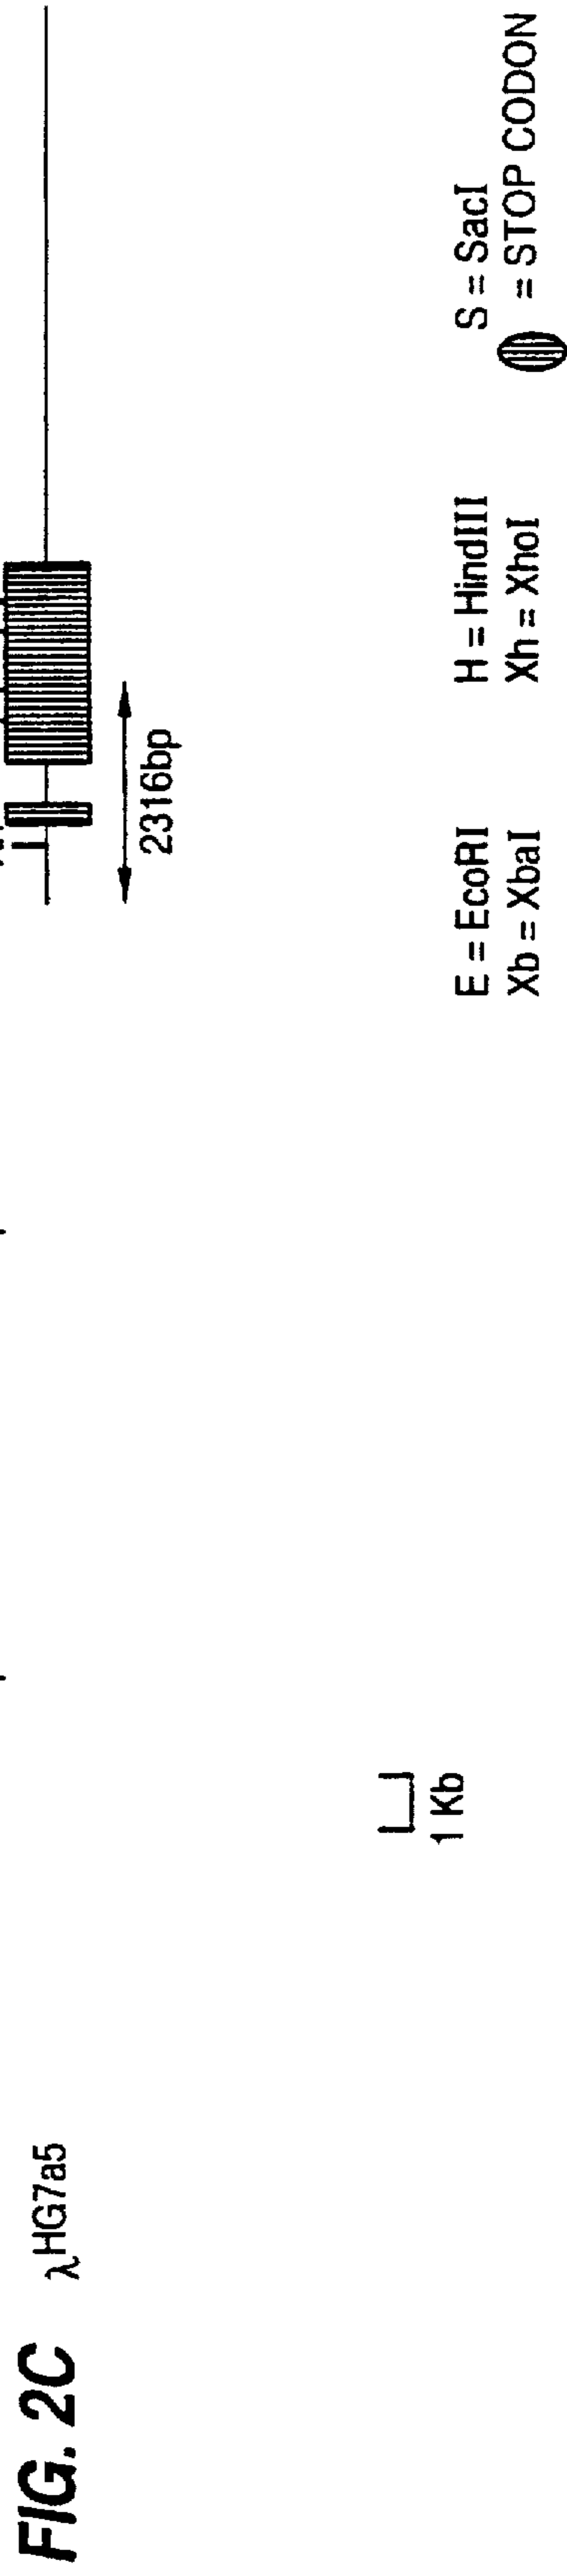 FIG. 2C
λHG7a5
2316bp
1 Kb
E = EcoRI
H = HindIII
S = SacI
Xb = XbaI
Xh = XhoI
= STOP CODON